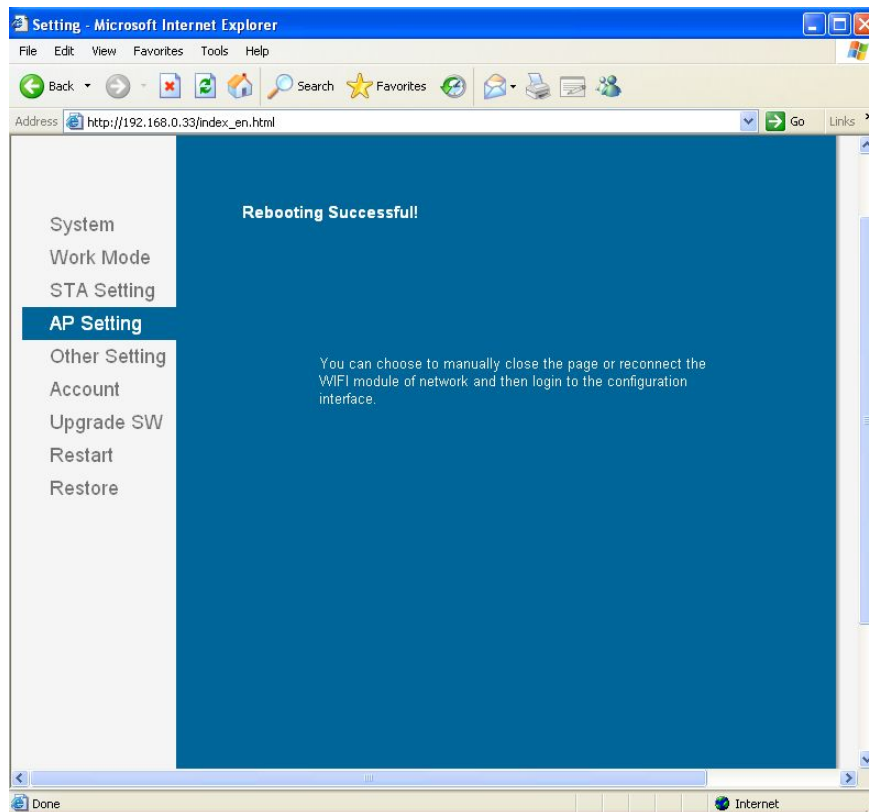 Setting - Microsoft Internet Explorer
File Edit View Favorites Tools Help
Back Search Favorites
Address http://192.168.0.33/index_en.html Go Links
System
Work Mode
STA Setting
AP Setting
Other Setting
Account
Upgrade SW
Restart
Restore
Rebooting Successful!
You can choose to manually close the page or reconnect the
WIFI module of network and then login to the configuration
interface.
Done Internet